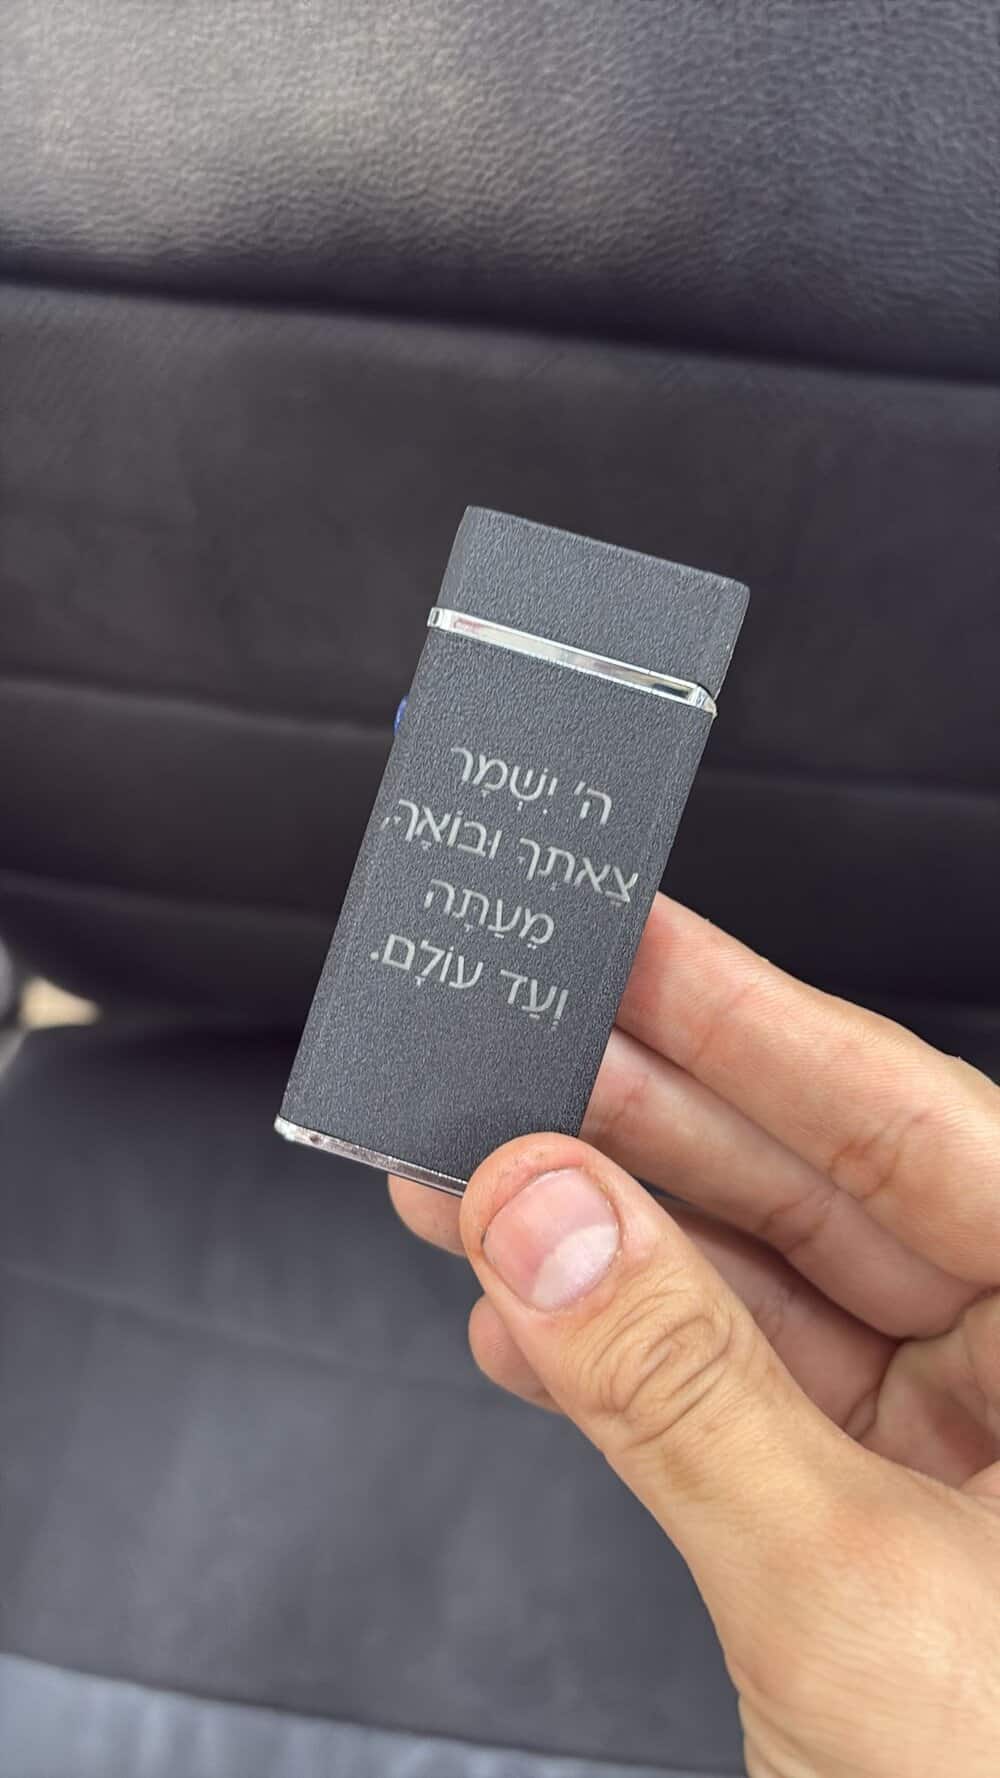 ה' יִשְׁמָר
צֵאתְךָ וּבוֹאֶךָ,
מֵעַתָּה
וְעַד עוֹלָם.